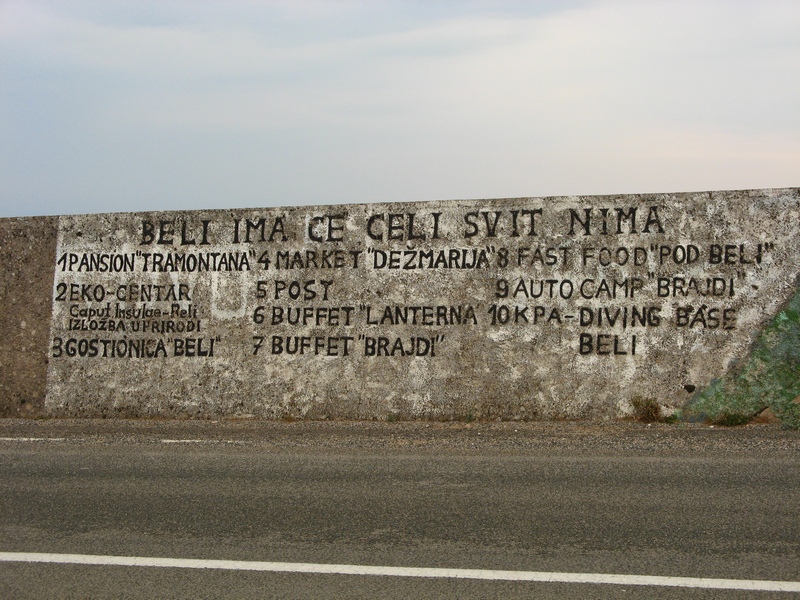 BELI IMA ĆE CELI SVIT NIMA
1 PANSION "TRAMONTANA"
2 EKO-CENTAR
Caput Insulae-Beli
IZLOŽBA U PRIRODI
3 GOSTIONICA "BELI"
4 MARKET "DEŽMARIJA"
5 POST
6 BUFFET "LANTERNA
7 BUFFET "BRAJDI"
8 FAST FOOD "POD BELI"
9 AUTO CAMP "BRAJDI"
10 KPA-DIVING BASE
BELI